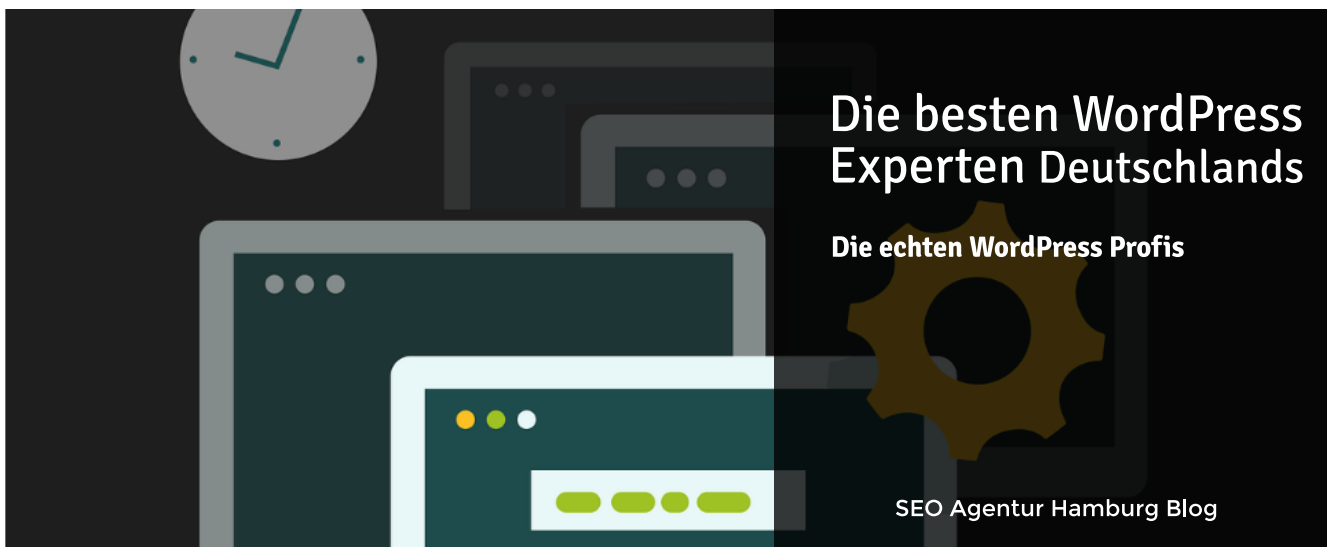 Die besten WordPress
Experten Deutschlands
Die echten WordPress Profis
SEO Agentur Hamburg Blog